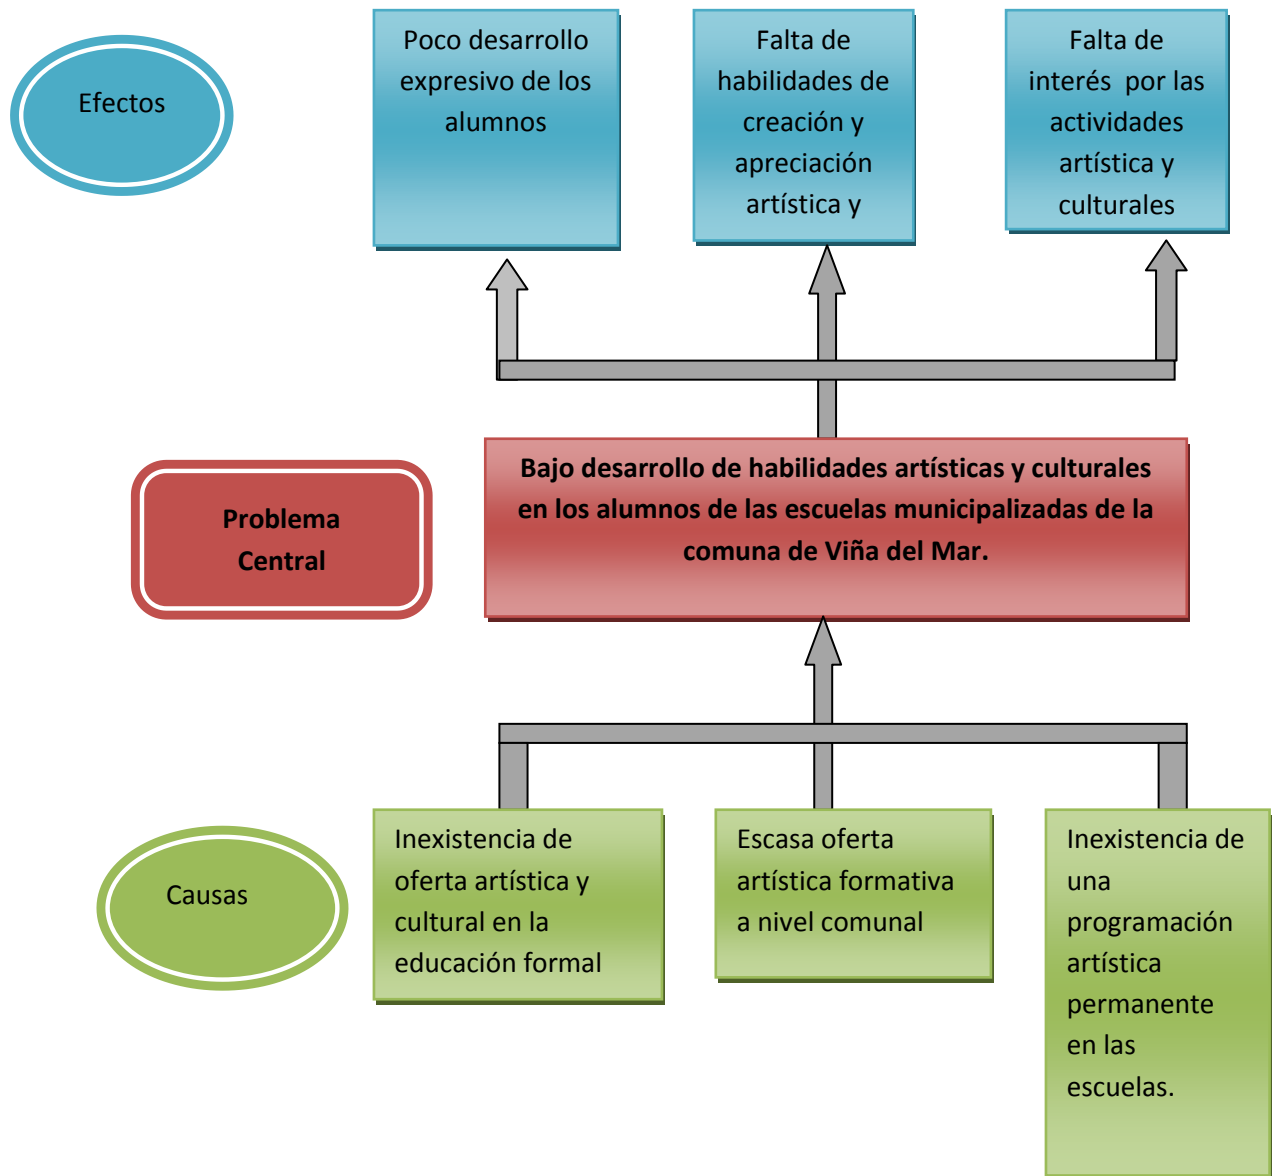 Efectos
Poco desarrollo
expresivo de los
alumnos
Falta de
habilidades de
creación y
apreciación
artística y
Falta de
interés por las
actividades
artística y
culturales
Problema
Central
Bajo desarrollo de habilidades artísticas y culturales
en los alumnos de las escuelas municipalizadas de la
comuna de Viña del Mar.
Causas
Inexistencia de
oferta artística y
cultural en la
educación formal
Escasa oferta
artística formativa
a nivel comunal
Inexistencia de
una
programación
artística
permanente
en las
escuelas.